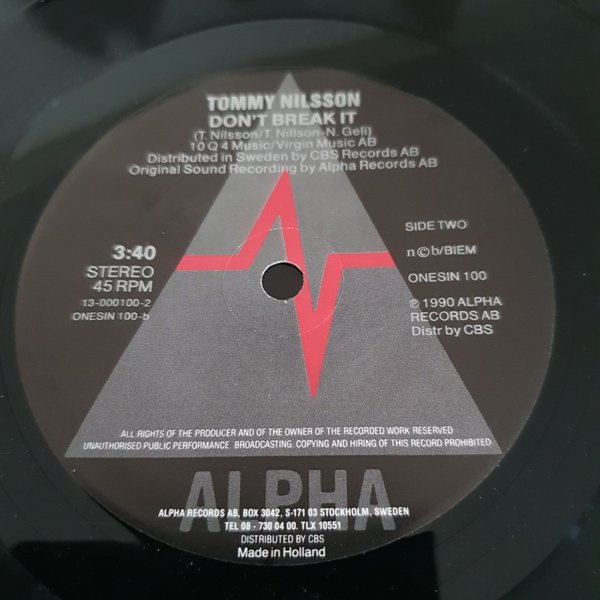 TOMMY NILSSON
DON'T BREAK IT
(T. Nilsson/T. Nillson-N. Geli)
10 Q 4 Music/Virgin Music AB
Distributed in Sweden by CBS Records AB
Original Sound Recording by Alpha Records AB
3:40
STEREO
45 RPM
13-000100-2
ONESIN 100-b
SIDE TWO
n©b/BIEM
ONESIN 100
℗ 1990 ALPHA
RECORDS AB
Distr by CBS
ALL RIGHTS OF THE PRODUCER AND OF THE OWNER OF THE RECORDED WORK RESERVED
UNAUTHORISED PUBLIC PERFORMANCE BROADCASTING. COPYING AND HIRING OF THIS RECORD PROHIBITED
ALPHA
ALPHA RECORDS AB, BOX 3042, S-171 03 STOCKHOLM, SWEDEN
TEL 08 - 730 04 00. TLX 10551
DISTRIBUTED BY CBS
Made in Holland